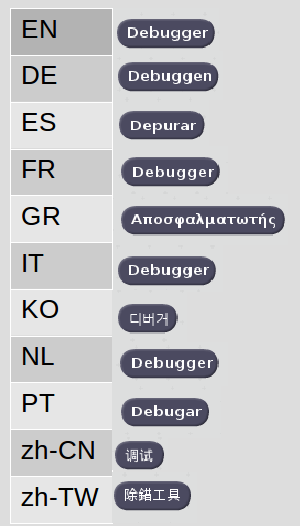 EN Debugger
DE Debuggen
ES Depurar
FR Debugger
GR Αποσφαλματωτής
IT Debugger
KO 디버거
NL Debugger
PT Debugar
zh-CN 调试
zh-TW 除錯工具